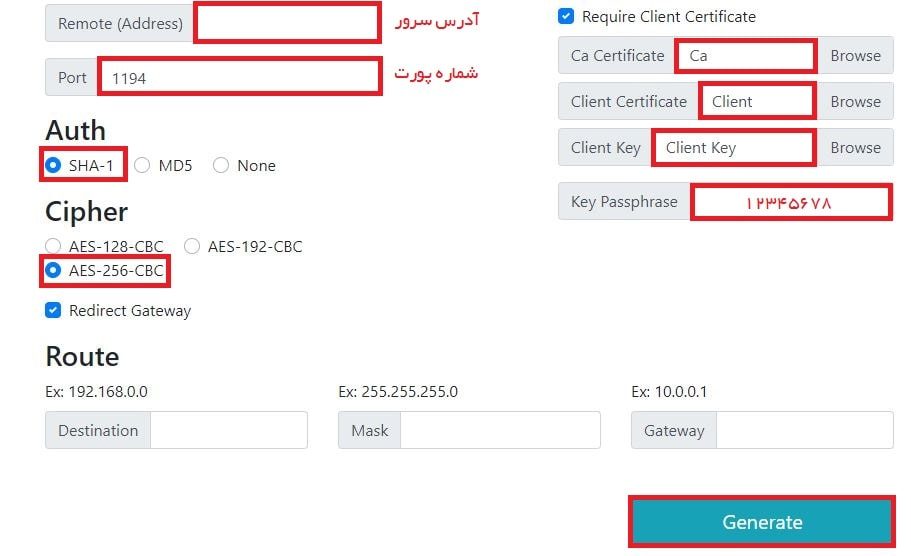 Remote (Address) آدرس سرور
Port 1194 شماره پورت
Auth
SHA-1 MD5 None
Cipher
AES-128-CBC AES-192-CBC
AES-256-CBC
Redirect Gateway
Require Client Certificate
Ca Certificate Ca Browse
Client Certificate Client Browse
Client Key Client Key Browse
Key Passphrase ۱۲۳۴۵۶۷۸
Route
Ex: 192.168.0.0 Ex: 255.255.255.0 Ex: 10.0.0.1
Destination Mask Gateway
Generate